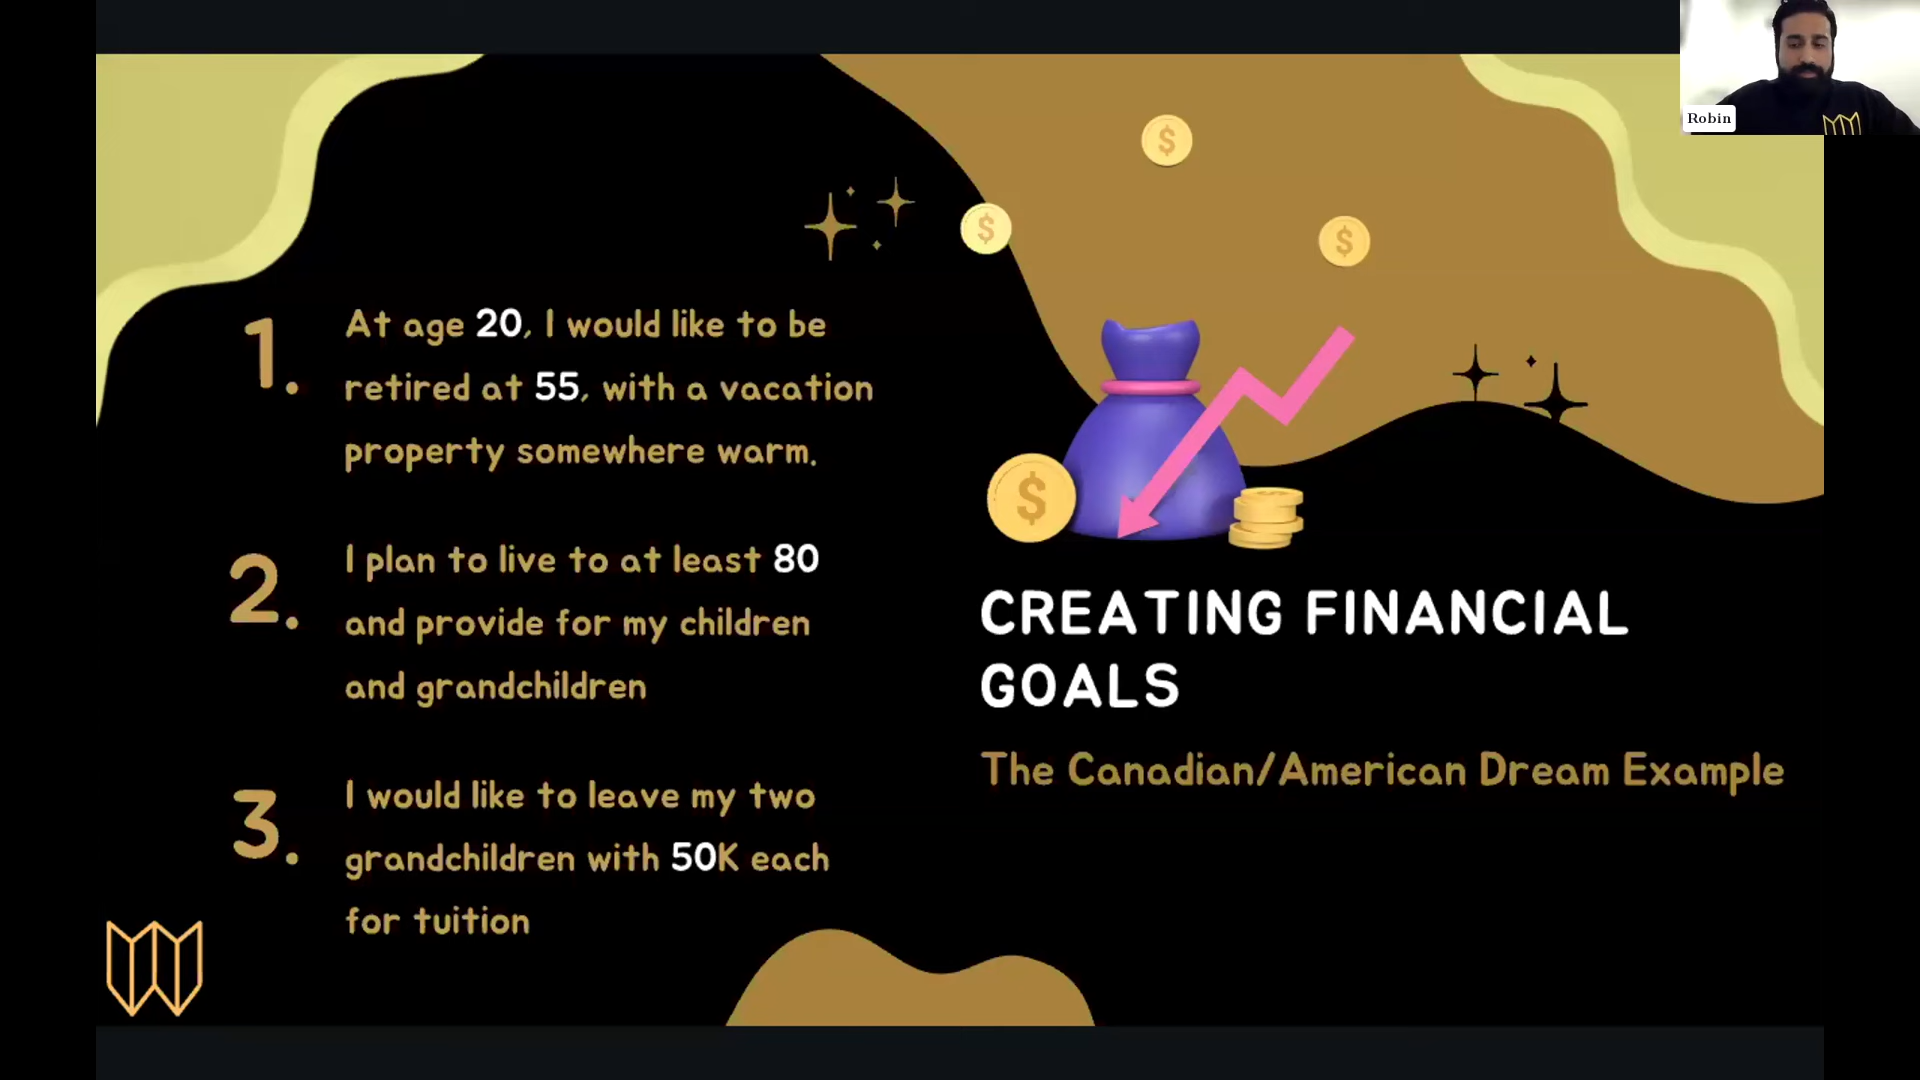 Robin
1.
At age 20, I would like to be
retired at 55, with a vacation
property somewhere warm.
2.
I plan to live to at least 80
and provide for my children
and grandchildren
3.
I would like to leave my two
grandchildren with 50K each
for tuition
$
$
$
$
CREATING FINANCIAL
GOALS
The Canadian/American Dream Example